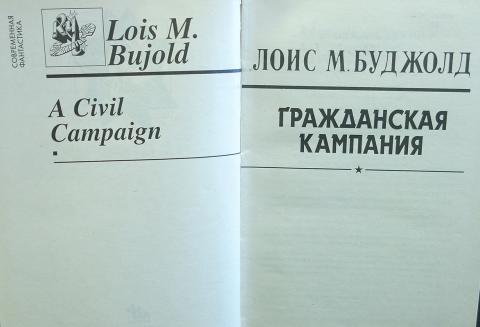 СОВРЕМЕННАЯ
ФАНТАСТИКА
Lois M.
Bujold
A Civil
Campaign
ЛОИС М. БУДЖОЛД
ГРАЖДАНСКАЯ
КАМПАНИЯ